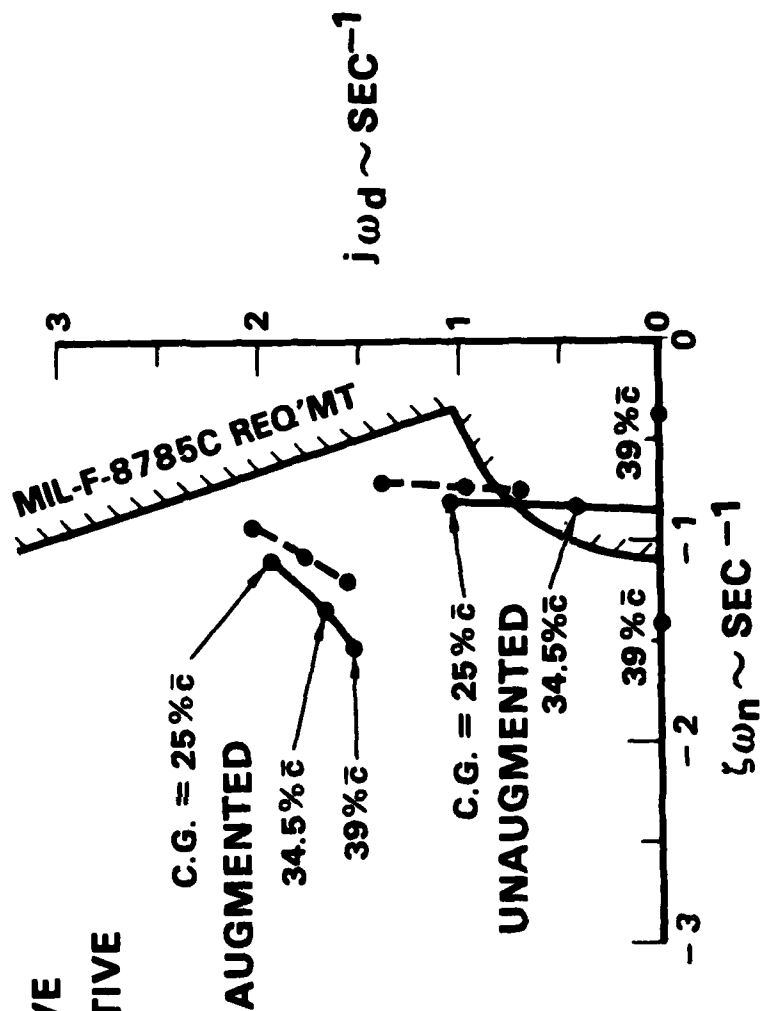 VE
TIVE
MIL-F-8785C REQ'MT
3
C.G. = 25%c̄
AUGMENTED
2
34.5%c̄
39%c̄
jωd ~ SEC⁻¹
C.G. = 25%c̄
1
UNAUGMENTED
34.5%c̄
39%c̄
39%c̄
0
-3
-2
-1
0
ζωn ~ SEC⁻¹